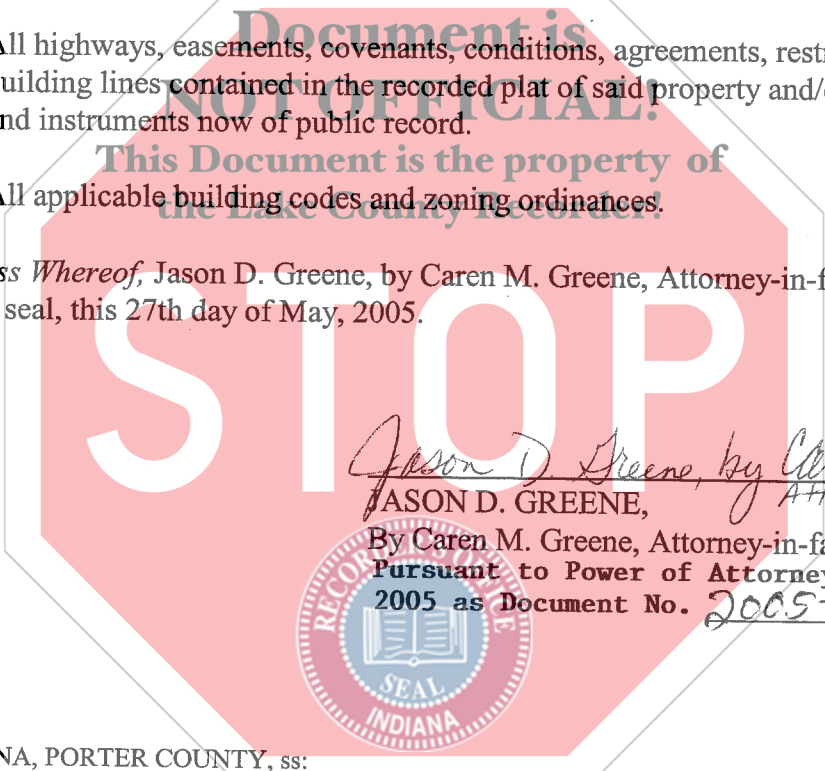 Document is
All highways, easements, covenants, conditions, agreements, restr
uilding lines contained in the recorded plat of said property and/
NOT OFFICIAL!
nd instruments now of public record.
This Document is the property of
All applicable building codes and zoning ordinances.
the Lake County Recorder!
ss Whereof, Jason D. Greene, by Caren M. Greene, Attorney-in-f
seal, this 27th day of May, 2005.
STOP
Jason D Greene, by Ca
Att
JASON D. GREENE,
By Caren M. Greene, Attorney-in-fa
Pursuant to Power of Attorney
2005 as Document No. 2005-
RECORDER'S OFFICE
SEAL
INDIANA
NA, PORTER COUNTY, ss: